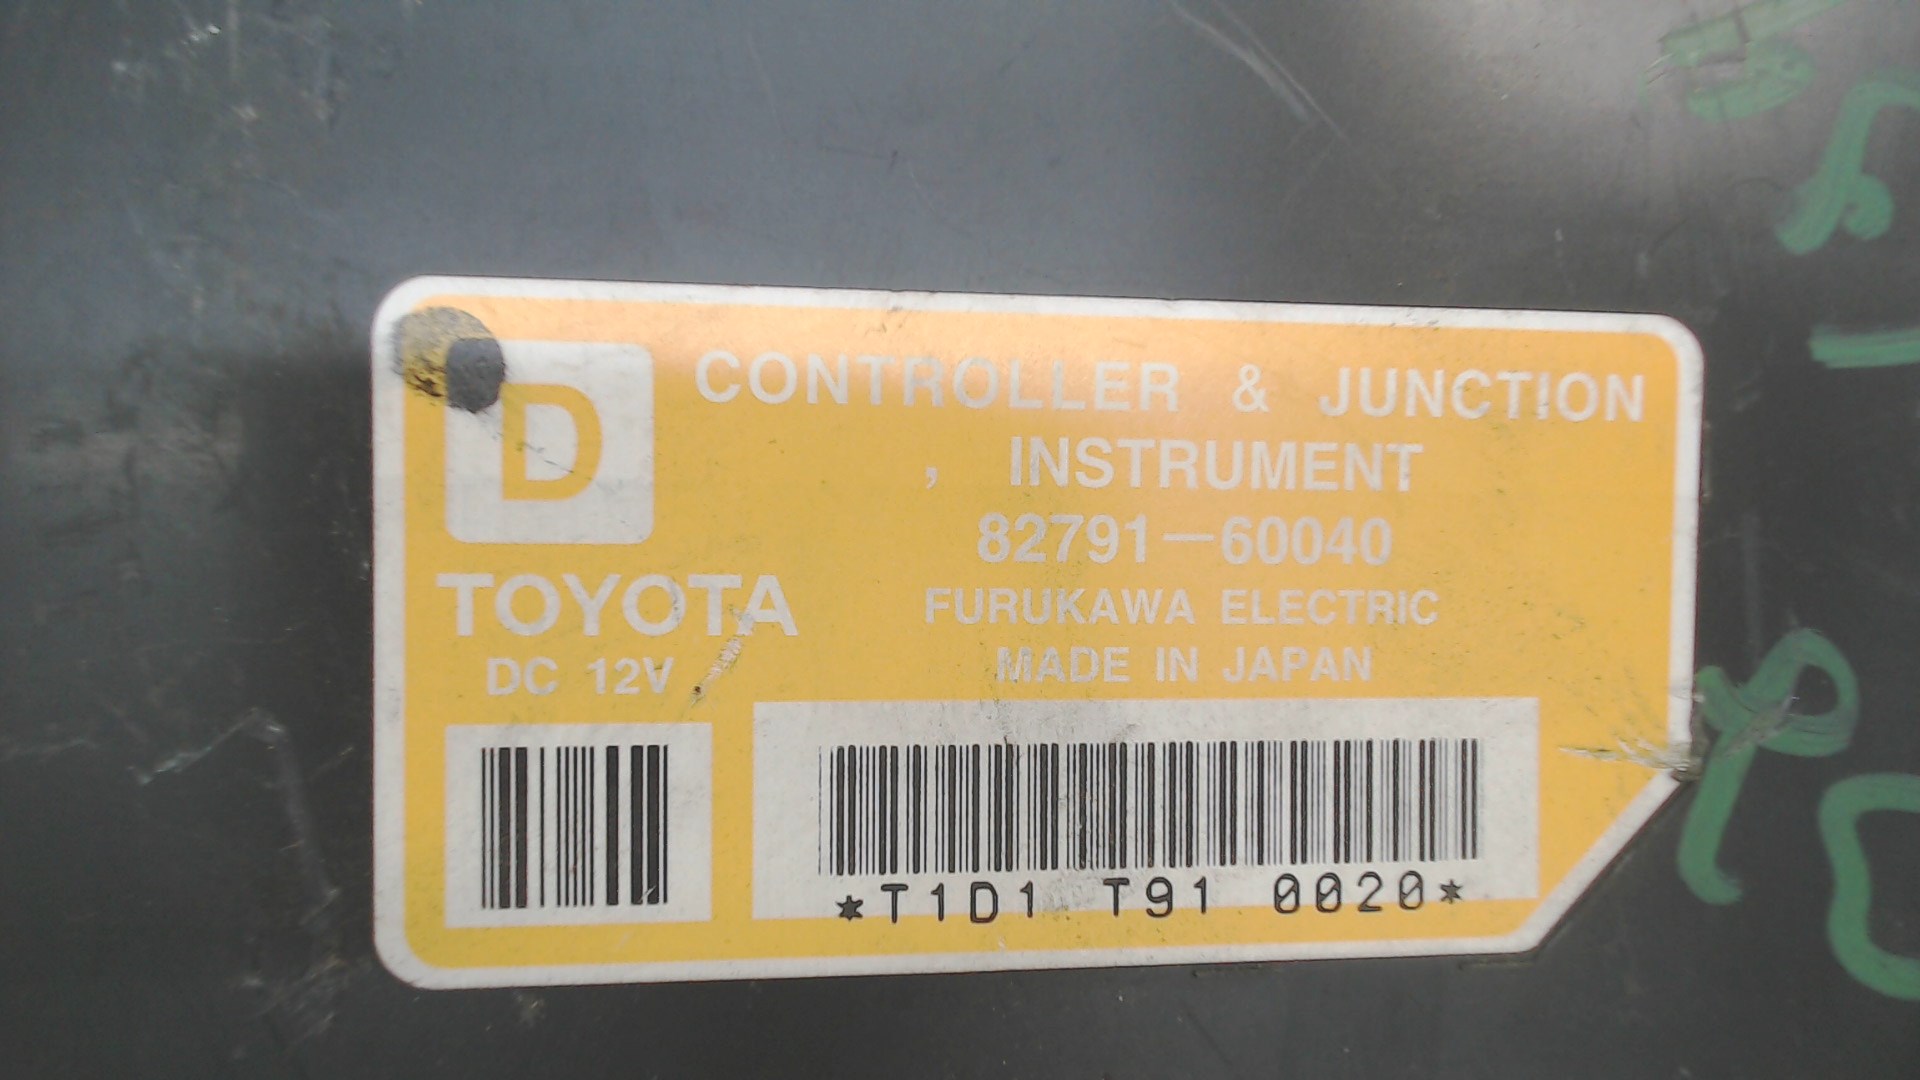 D
CONTROLLER & JUNCTION
, INSTRUMENT
82791-60040
TOYOTA
FURUKAWA ELECTRIC
DC 12V
MADE IN JAPAN
*T1D1 T91 0020*